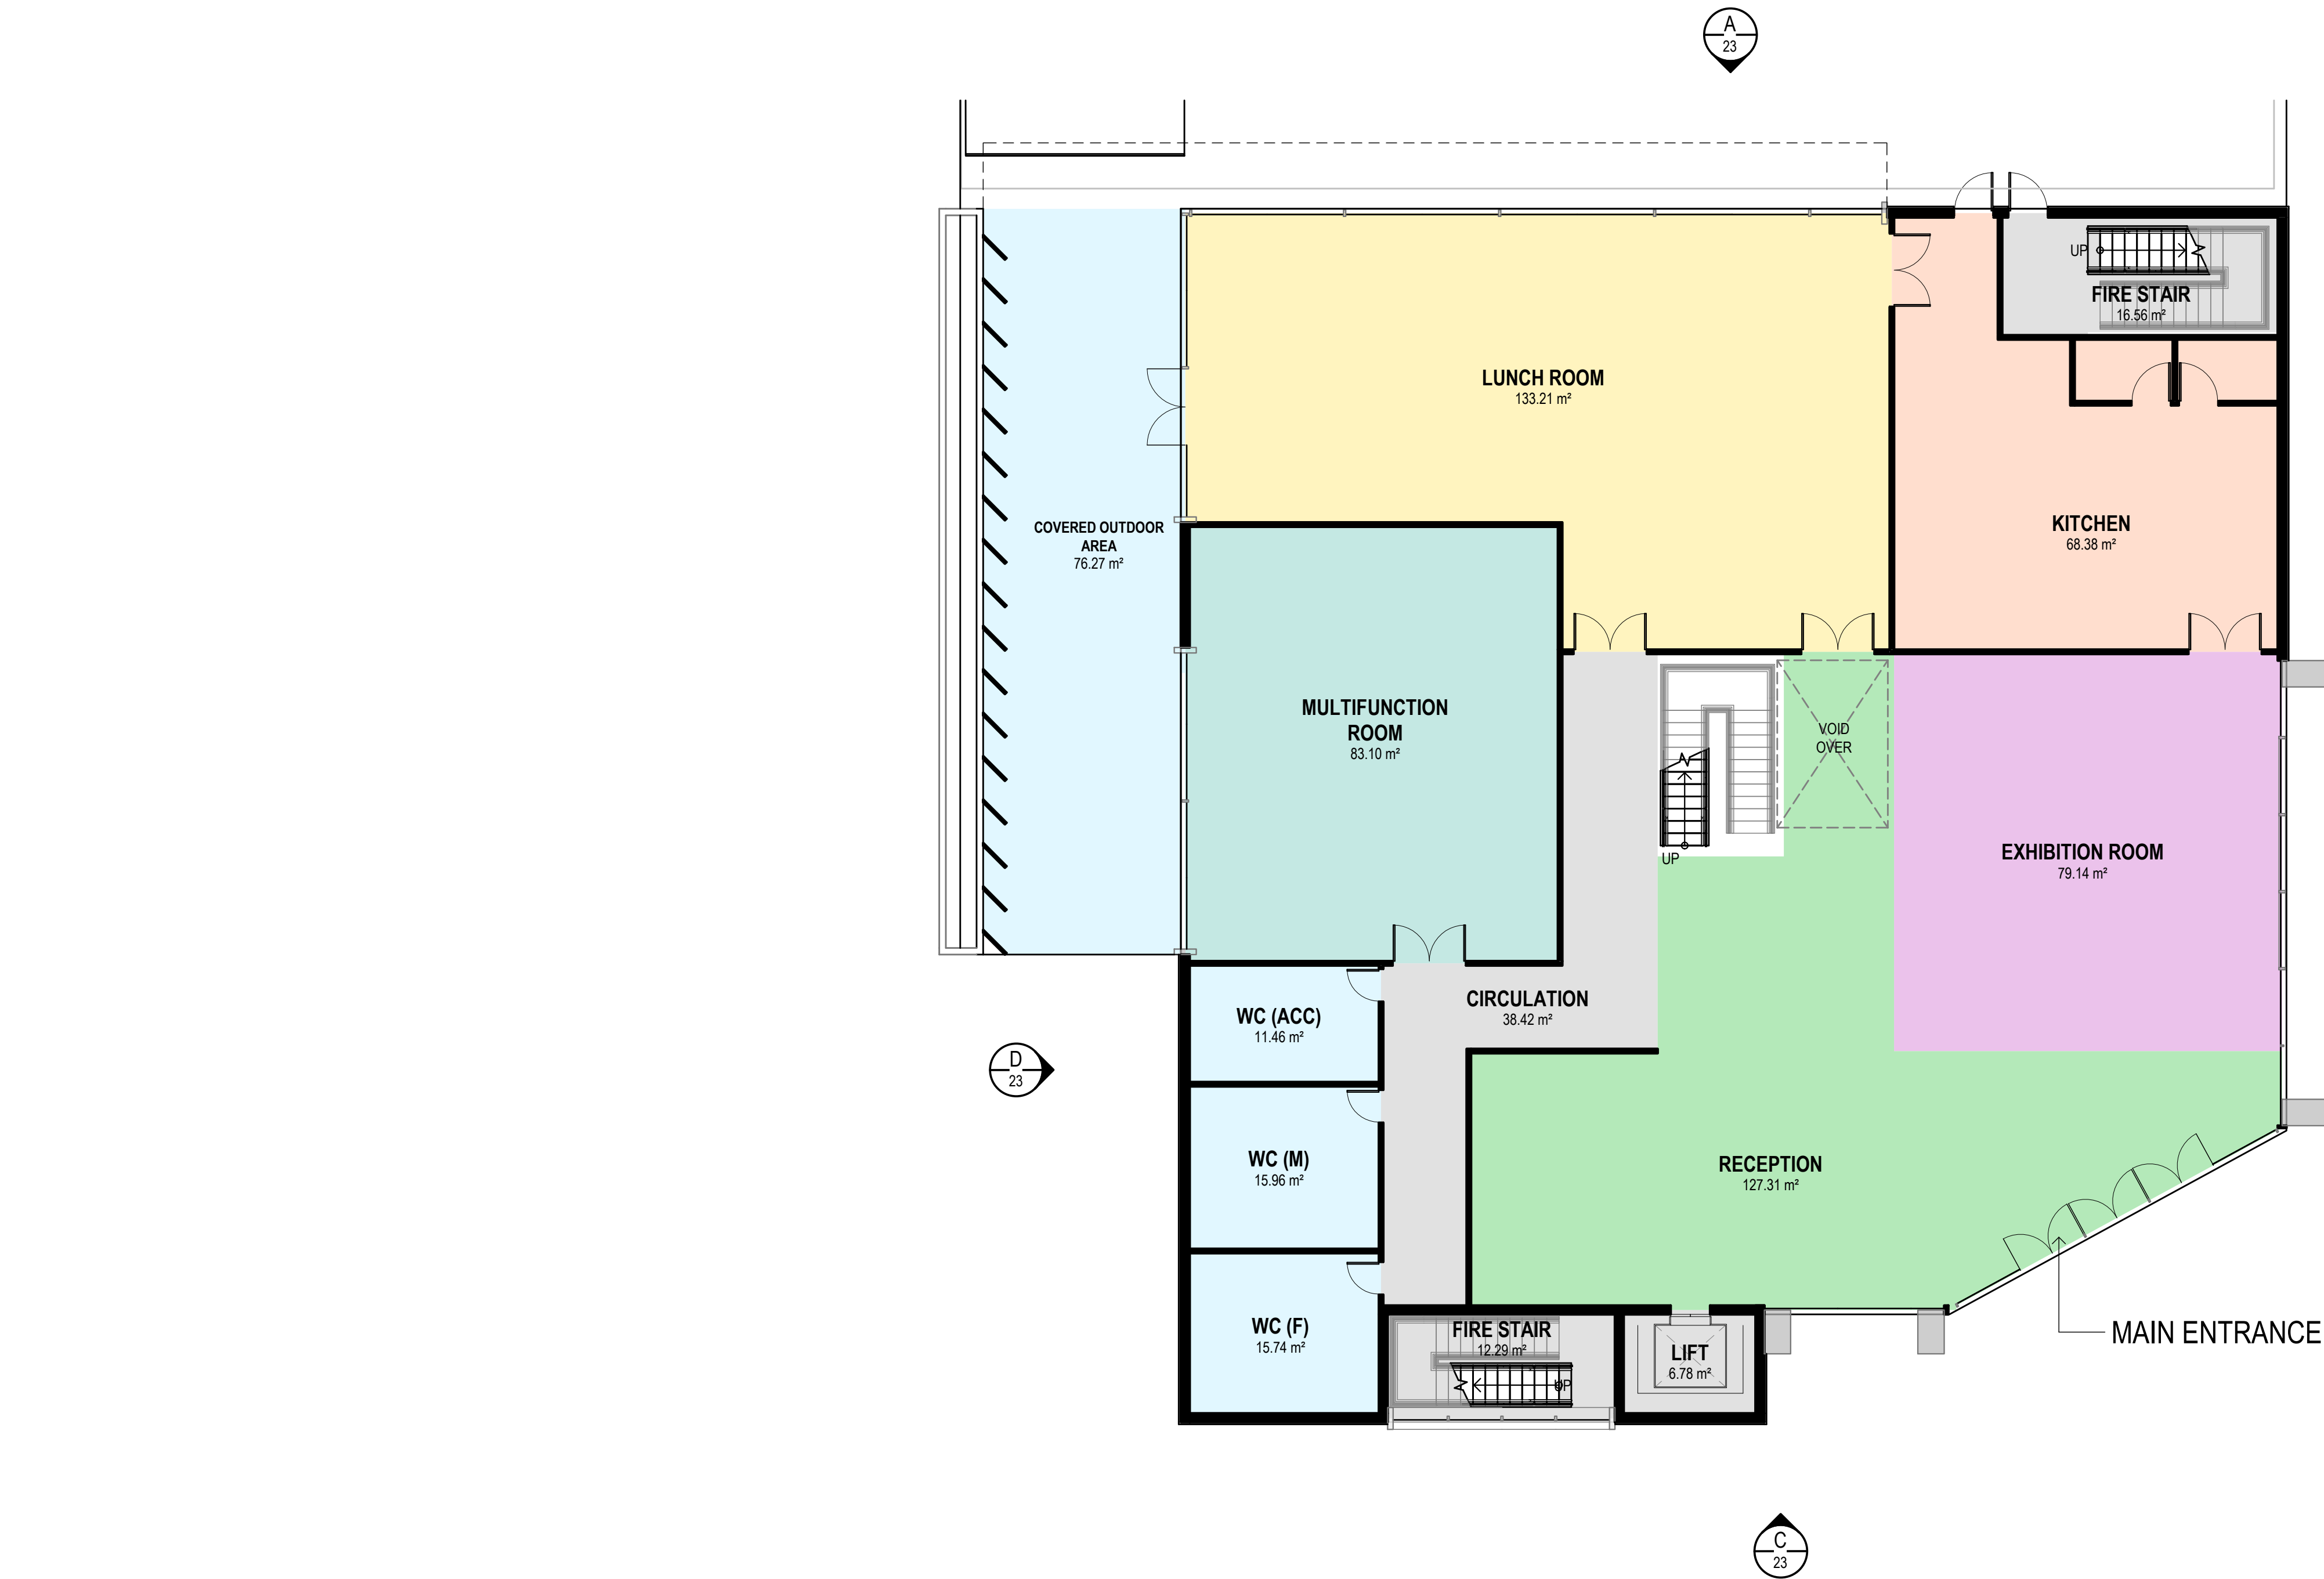 A
23
UP
FIRE STAIR
16.56 m²
LUNCH ROOM
133.21 m²
KITCHEN
68.38 m²
COVERED OUTDOOR
AREA
76.27 m²
MULTIFUNCTION
ROOM
83.10 m²
VOID
OVER
UP
EXHIBITION ROOM
79.14 m²
CIRCULATION
38.42 m²
WC (ACC)
11.46 m²
D
23
WC (M)
15.96 m²
RECEPTION
127.31 m²
WC (F)
15.74 m²
FIRE STAIR
12.29 m²
UP
LIFT
6.78 m²
MAIN ENTRANCE
C
23